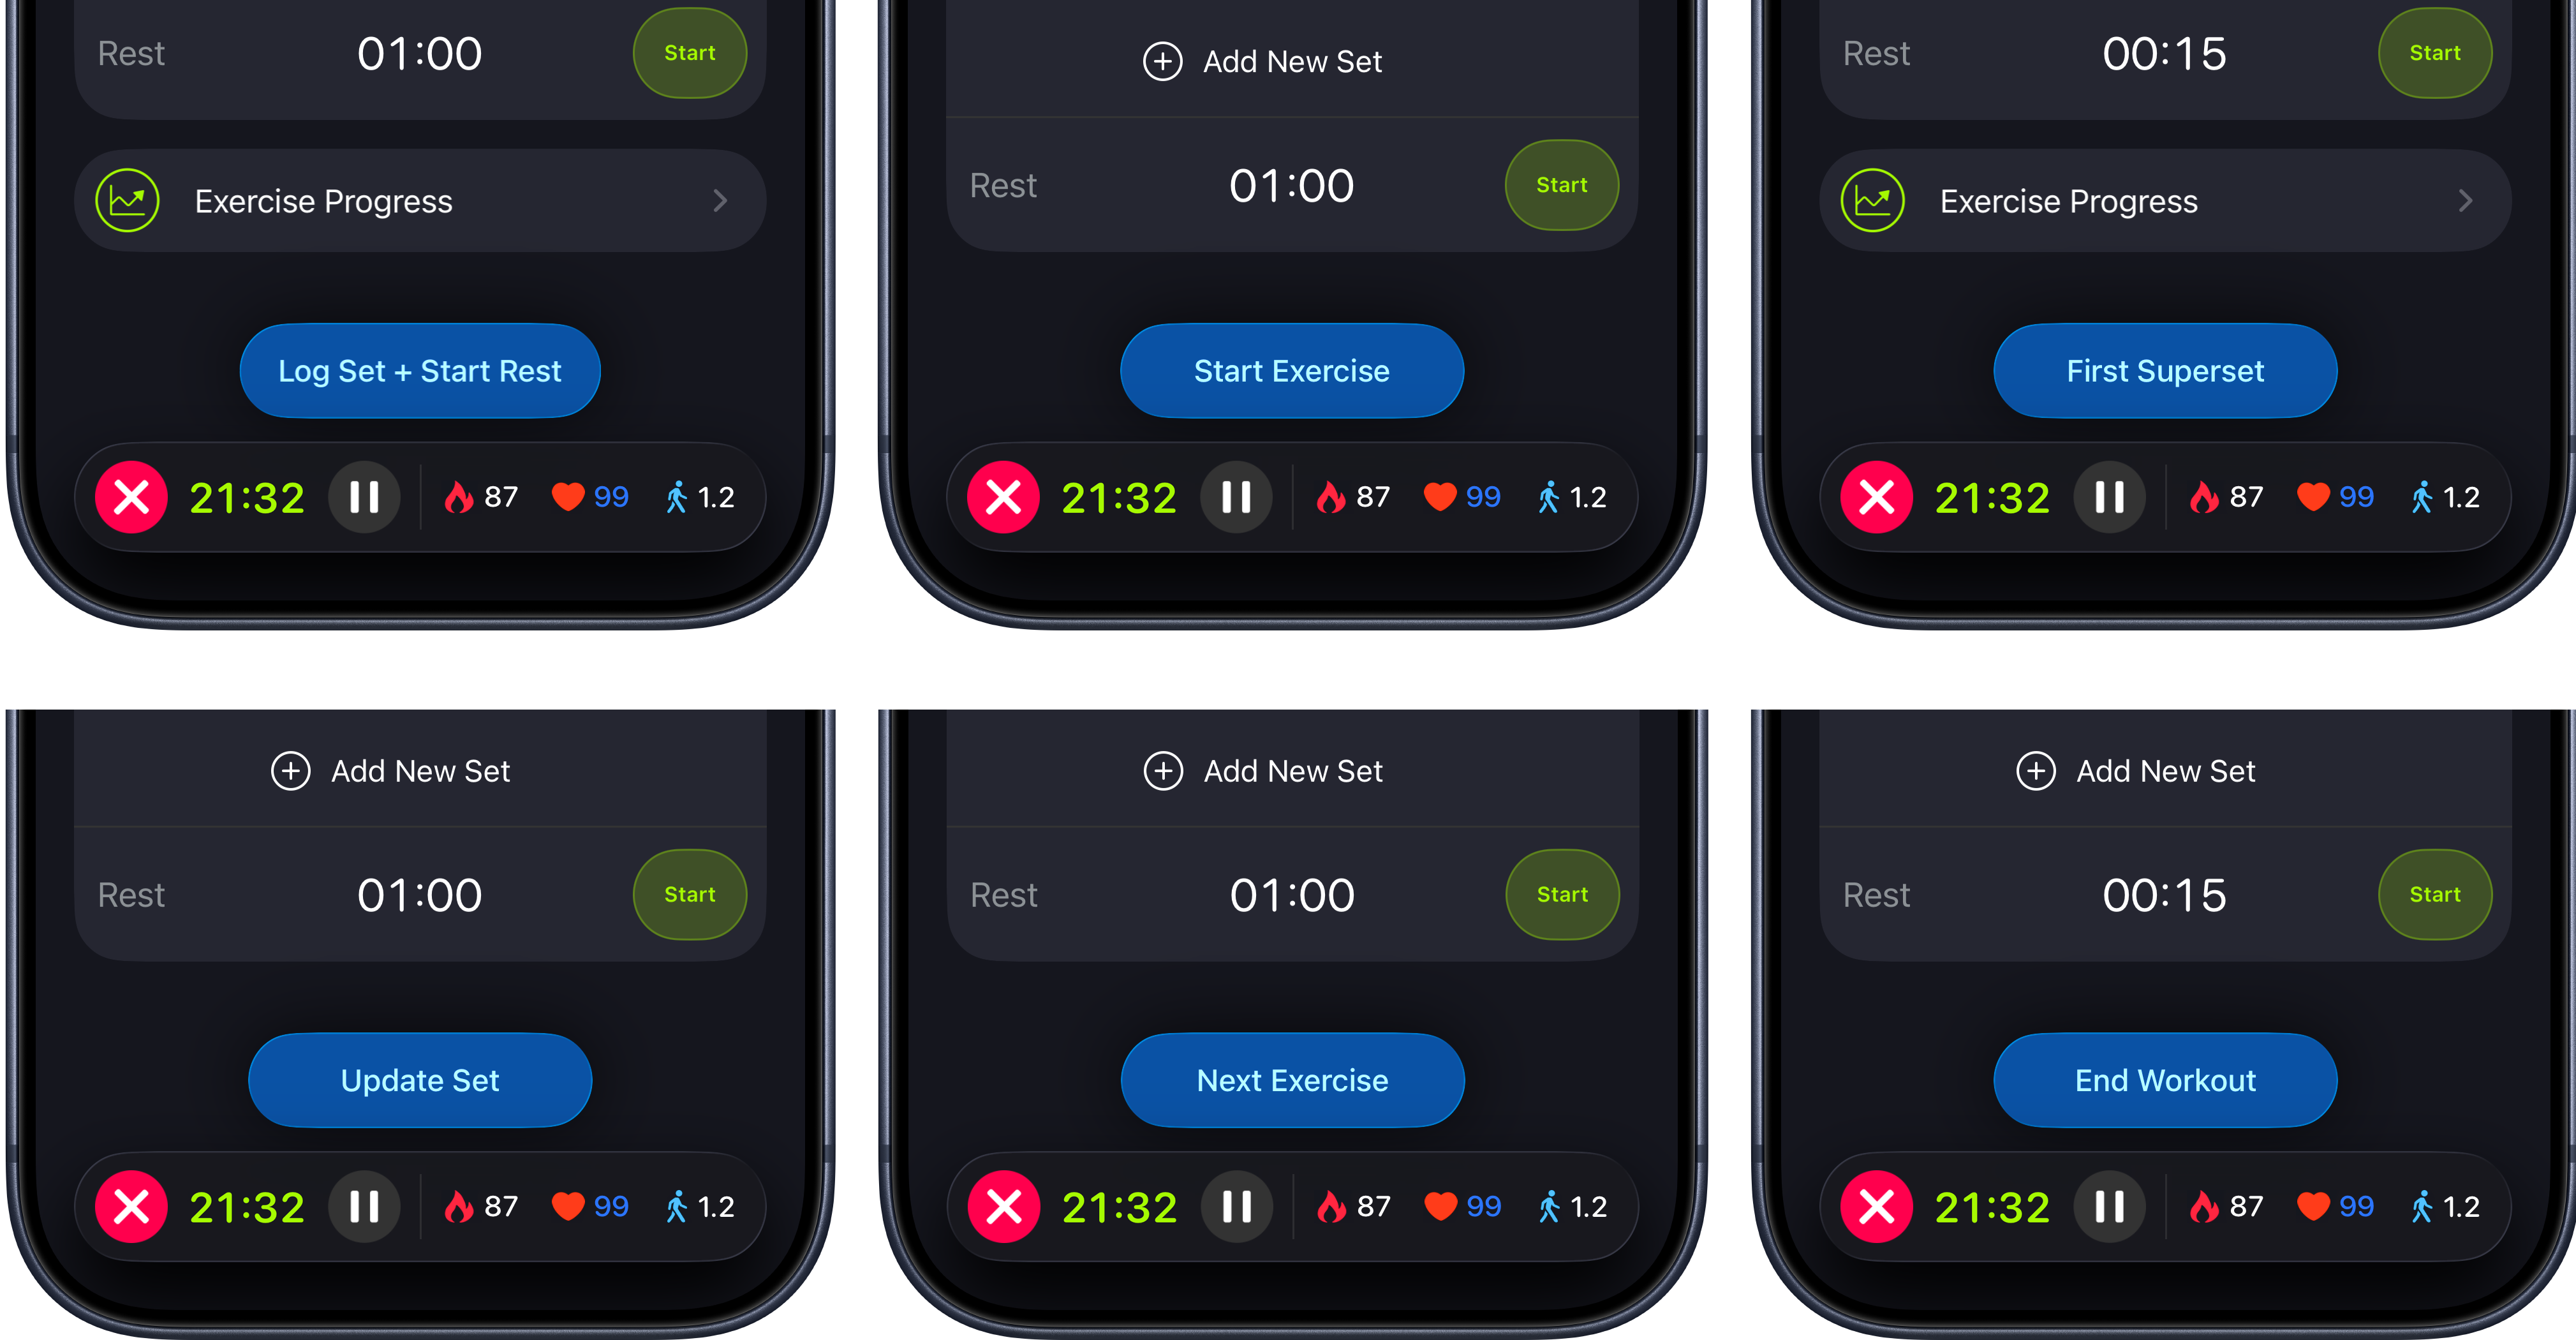 Rest 01:00 Start
Exercise Progress
Log Set + Start Rest
21:32 87 99 1.2
Add New Set
Rest 01:00 Start
Start Exercise
21:32 87 99 1.2
Rest 00:15 Start
Exercise Progress
First Superset
21:32 87 99 1.2
Add New Set
Rest 01:00 Start
Update Set
21:32 87 99 1.2
Add New Set
Rest 01:00 Start
Next Exercise
21:32 87 99 1.2
Add New Set
Rest 00:15 Start
End Workout
21:32 87 99 1.2